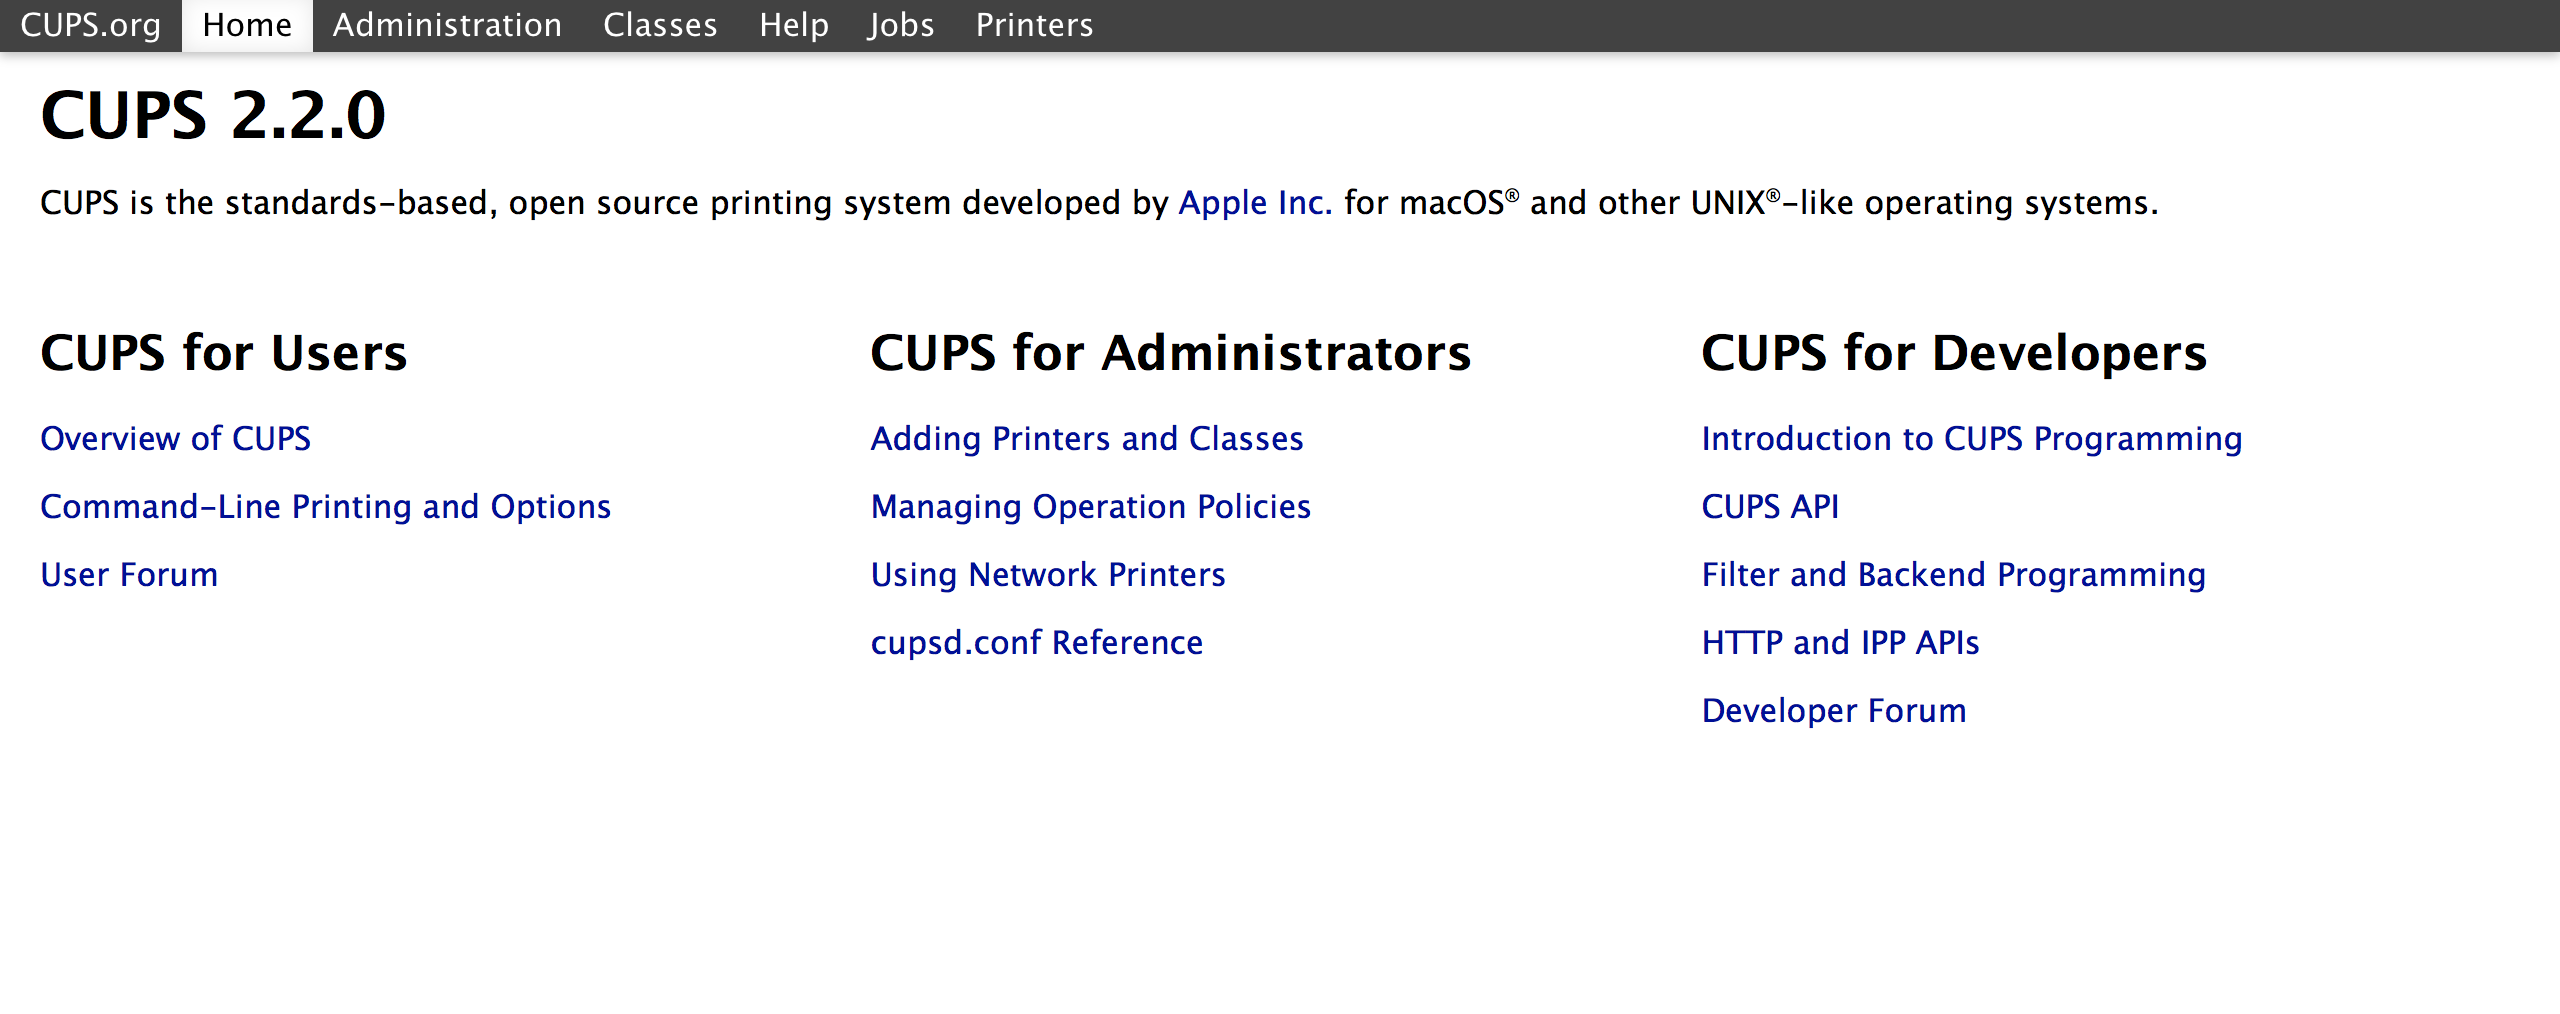 CUPS.org Home Administration Classes Help Jobs Printers
CUPS 2.2.0
CUPS is the standards-based, open source printing system developed by Apple Inc. for macOS® and other UNIX®-like operating systems.
CUPS for Users
Overview of CUPS
Command-Line Printing and Options
User Forum
CUPS for Administrators
Adding Printers and Classes
Managing Operation Policies
Using Network Printers
cupsd.conf Reference
CUPS for Developers
Introduction to CUPS Programming
CUPS API
Filter and Backend Programming
HTTP and IPP APIs
Developer Forum